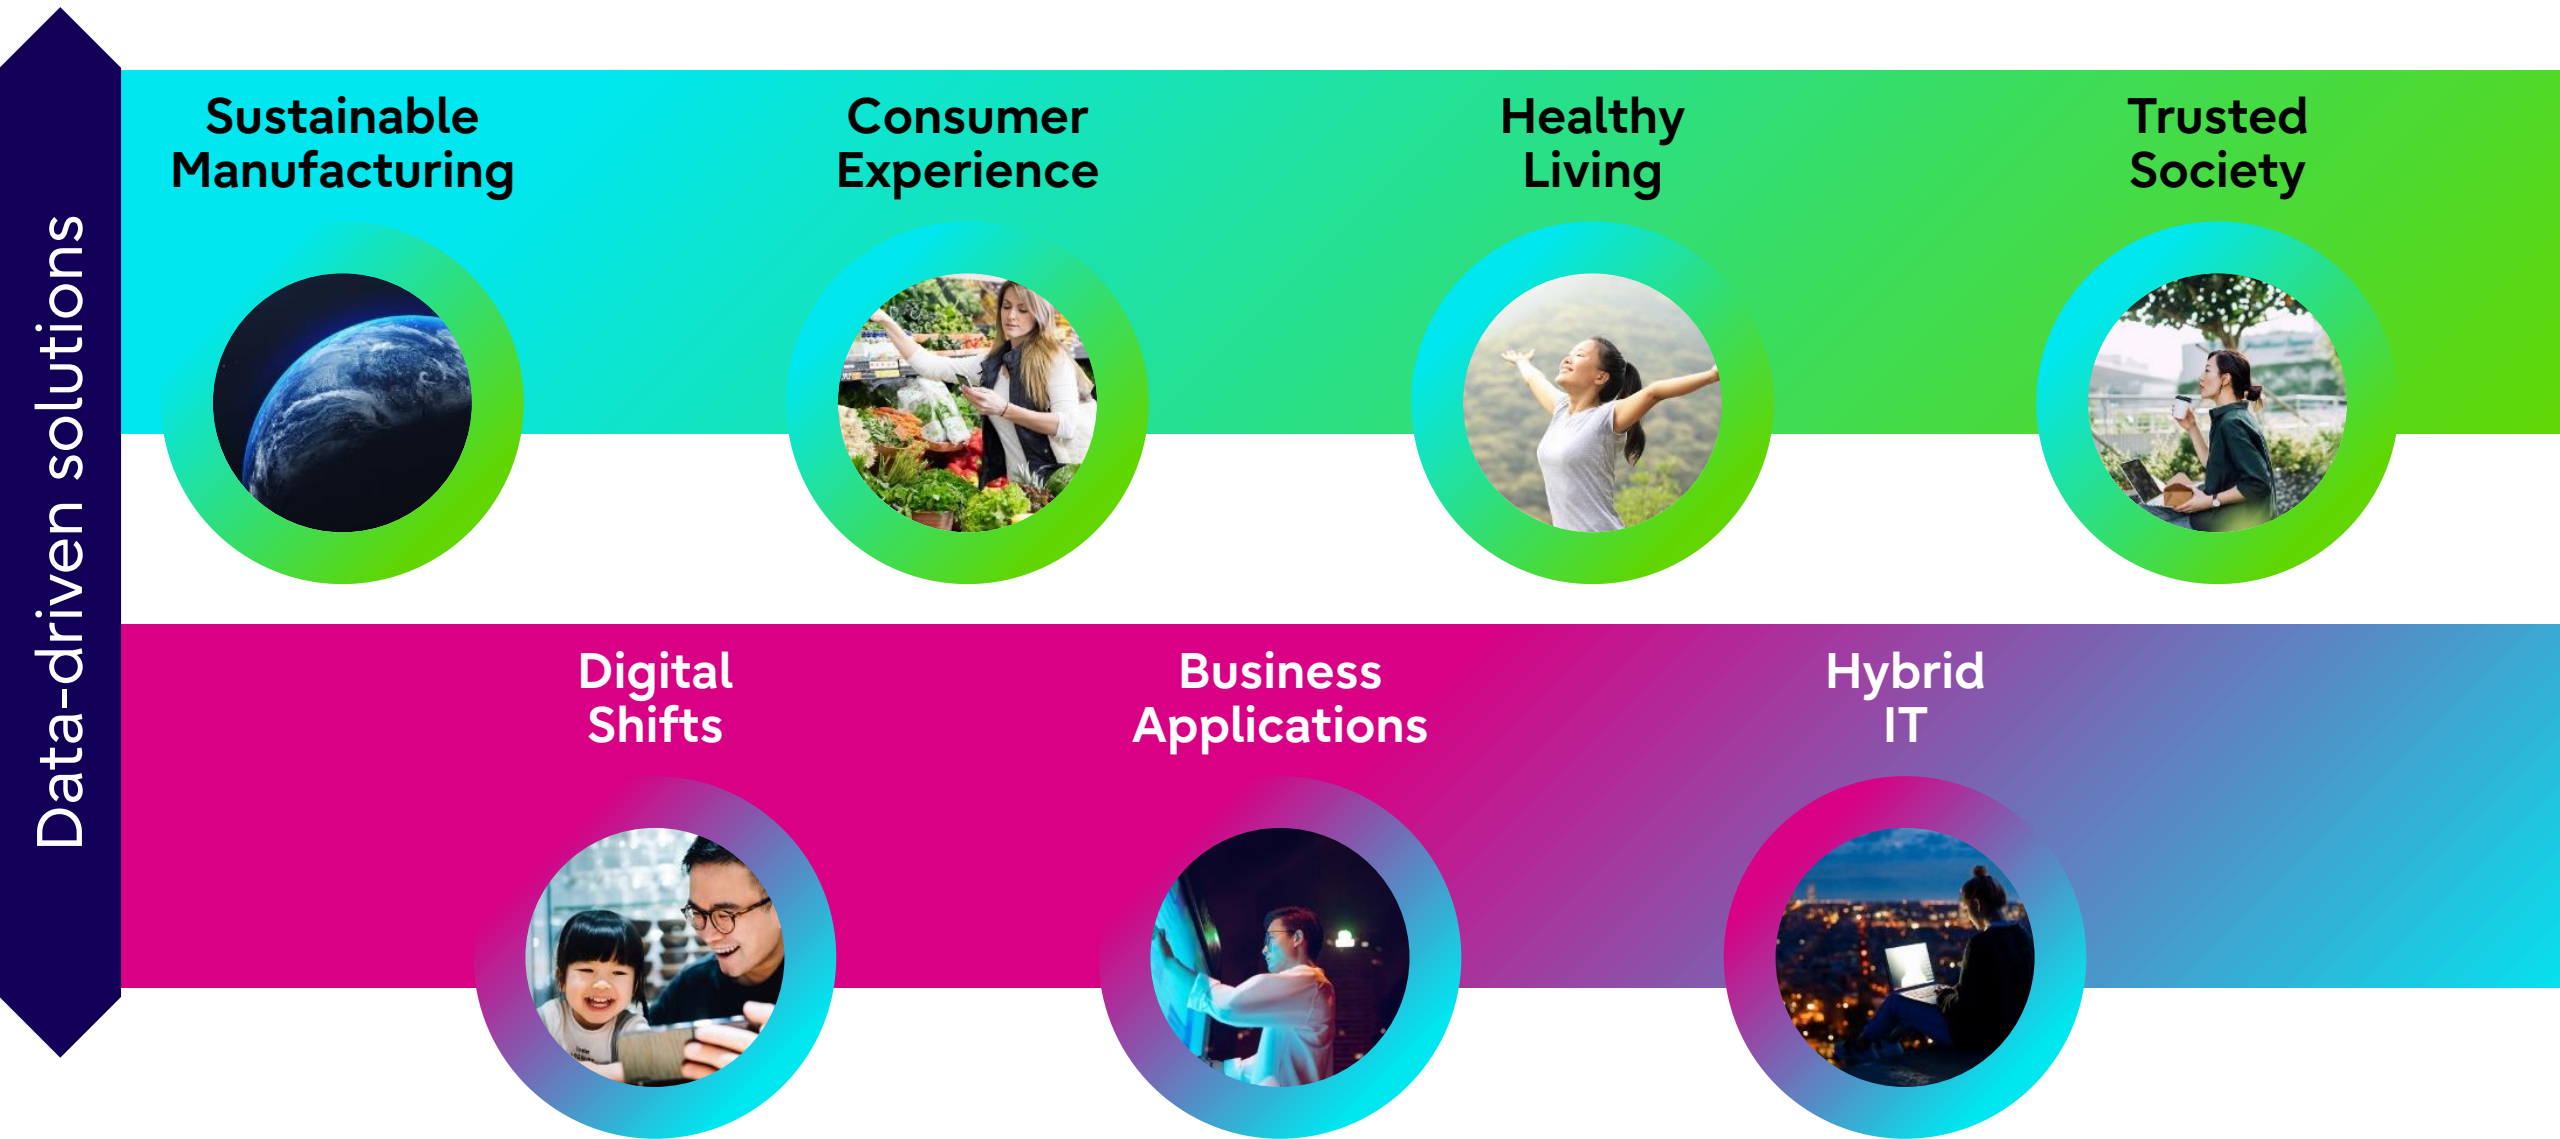 Data-driven solutions
Sustainable
Manufacturing
Consumer
Experience
Healthy
Living
Trusted
Society
Digital
Shifts
Business
Applications
Hybrid
IT